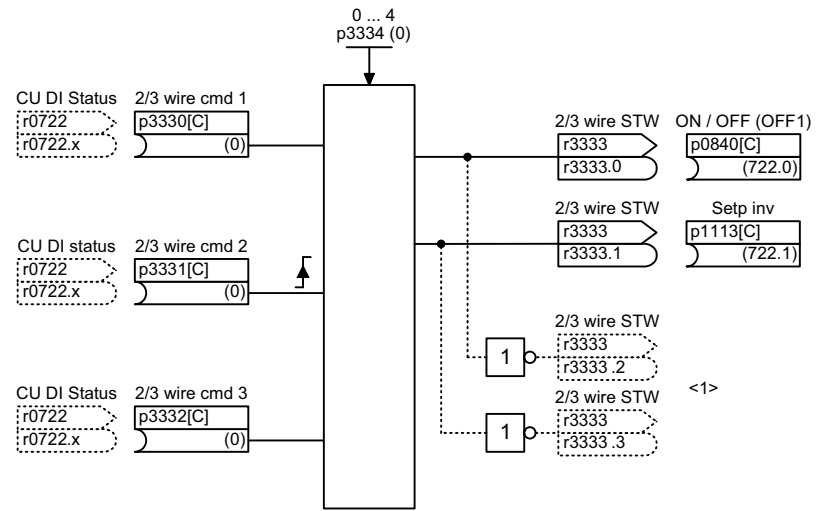 0 ... 4
p3334 (0)
CU DI Status
r0722
r0722.x
2/3 wire cmd 1
p3330[C]
(0)
CU DI status
r0722
r0722.x
2/3 wire cmd 2
p3331[C]
(0)
CU DI Status
r0722
r0722.x
2/3 wire cmd 3
p3332[C]
(0)
2/3 wire STW
r3333
r3333.0
ON / OFF (OFF1)
p0840[C]
(722.0)
2/3 wire STW
r3333
r3333.1
Setp inv
p1113[C]
(722.1)
1
2/3 wire STW
r3333
r3333 .2
<1>
1
2/3 wire STW
r3333
r3333 .3